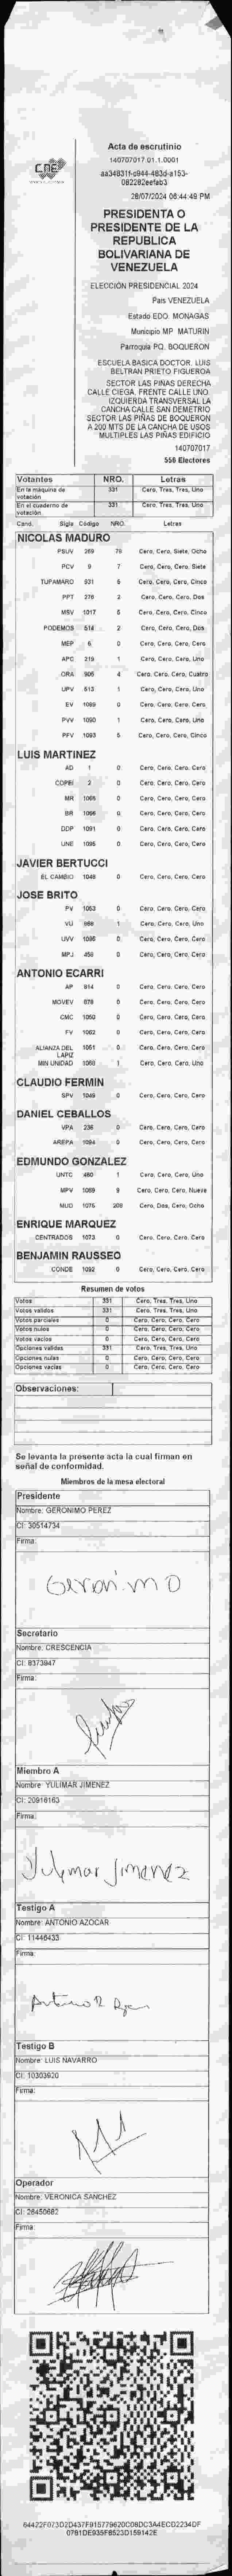 CNE
Acta de escrutinio
140707017.01.1.0001
28/07/2024 06:44:49 PM
PRESIDENTA O
PRESIDENTE DE LA
REPUBLICA
BOLIVARIANA DE
VENEZUELA
ELECCIÓN PRESIDENCIAL 2024
Pais VENEZUELA
Estado EDO. MONAGAS
Municipio MP. MATURIN
Parroquia PQ. BOQUERON
ESCUELA BASICA DOCTOR. LUIS
BELTRAN PRIETO FIGUEROA
SECTOR LAS PIÑAS DERECHA
CALLE CIEGA. FRENTE CALLE UNO.
IZQUIERDA TRANSVERSAL LA
CANCHA CALLE SAN DEMETRIO
SECTOR LAS PIÑAS DE BOQUERON
A 200 MTS DE LA CANCHA DE USOS
MULTIPLES LAS PIÑAS EDIFICIO
140707017
556 Electores
Votantes NRO. Letras
En la máquina de votación 331 Cero, Tres, Tres, Uno
En el cuaderno de votación 331 Cero, Tres, Tres, Uno
Cand. Sigla Código NRO. Letras
NICOLAS MADURO
PSUV 269 78 Cero, Cero, Siete, Ocho
PCV 9 7 Cero, Cero, Cero, Siete
TUPAMARO 931 5 Cero, Cero, Cero, Cinco
PPT 278 2 Cero, Cero, Cero, Dos
MSV 1017 5 Cero, Cero, Cero, Cinco
PODEMOS 514 2 Cero, Cero, Cero, Dos
MEP 6 0 Cero, Cero, Cero, Cero
APC 219 1 Cero, Cero, Cero, Uno
ORA 906 4 Cero, Cero, Cero, Cuatro
UPV 513 1 Cero, Cero, Cero, Uno
EV 1089 0 Cero, Cero, Cero, Cero
PVV 1090 1 Cero, Cero, Cero, Uno
PFV 1093 5 Cero, Cero, Cero, Cinco
LUIS MARTINEZ
AD 1 0 Cero, Cero, Cero, Cero
COPEI 2 0 Cero, Cero, Cero, Cero
MR 1065 0 Cero, Cero, Cero, Cero
BR 1096 0 Cero, Cero, Cero, Cero
DDP 1091 0 Cero, Cero, Cero, Cero
UNE 1095 0 Cero, Cero, Cero, Cero
JAVIER BERTUCCI
EL CAMBIO 1048 0 Cero, Cero, Cero, Cero
JOSE BRITO
PV 1053 0 Cero, Cero, Cero, Cero
VU 968 1 Cero, Cero, Cero, Uno
UVV 1086 0 Cero, Cero, Cero, Cero
MPJ 458 0 Cero, Cero, Cero, Cero
ANTONIO ECARRI
AP 914 0 Cero, Cero, Cero, Cero
MOVEV 878 0 Cero, Cero, Cero, Cero
CMC 1050 0 Cero, Cero, Cero, Cero
FV 1062 0 Cero, Cero, Cero, Cero
ALIANZA DEL LAPIZ 1051 0 Cero, Cero, Cero, Cero
MIN UNIDAD 1058 1 Cero, Cero, Cero, Uno
CLAUDIO FERMIN
SPV 1049 0 Cero, Cero, Cero, Cero
DANIEL CEBALLOS
VPA 236 0 Cero, Cero, Cero, Cero
AREPA 1094 0 Cero, Cero, Cero, Cero
EDMUNDO GONZALEZ
UNTC 460 1 Cero, Cero, Cero, Uno
MPV 1069 9 Cero, Cero, Cero, Nueve
MUD 1075 208 Cero, Dos, Cero, Ocho
ENRIQUE MARQUEZ
CENTRADOS 1073 0 Cero, Cero, Cero, Cero
BENJAMIN RAUSSEO
CONDE 1092 0 Cero, Cero, Cero, Cero
Resumen de votos
Votos 331 Cero, Tres, Tres, Uno
Votos validos 331 Cero, Tres, Tres, Uno
Votos parciales 0 Cero, Cero, Cero, Cero
Votos nulos 0 Cero, Cero, Cero, Cero
Votos vacios 0 Cero, Cero, Cero, Cero
Opciones validas 331 Cero, Tres, Tres, Uno
Opciones nulas 0 Cero, Cero, Cero, Cero
Opciones vacias 0 Cero, Cero, Cero, Cero
Observaciones:
Se levanta la presente acta la cual firman en
señal de conformidad.
Miembros de la mesa electoral
Presidente
Nombre: GERONIMO PEREZ
CI: 30514734
Firma:
Geronimo
Secretario
Nombre: CRESCENCIA
CI: 8373947
Firma:
Miembro A
Nombre: YULIMAR JIMENEZ
CI: 20916163
Firma:
Yulimar Jimenez
Testigo A
Nombre: ANTONIO AZOCAR
CI: 11446433
Firma:
Testigo B
Nombre: LUIS NAVARRO
CI: 10303920
Firma:
Operador
Nombre: VERONICA SANCHEZ
CI: 26450682
Firma: